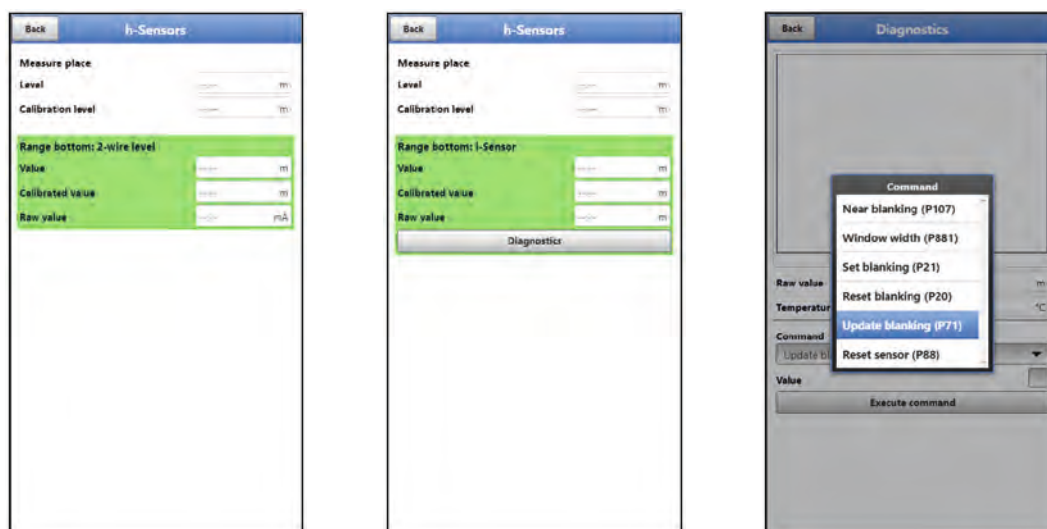 Back h-Sensors
Measure place
Level --.-- m
Calibration level --.-- m
Range bottom: 2-wire level
Value --.-- m
Calibrated value --.-- m
Raw value --.-- mA
Back h-Sensors
Measure place
Level --.-- m
Calibration level --.-- m
Range bottom: i-Sensor
Value --.-- m
Calibrated value --.-- m
Raw value --.-- m
Diagnostics
Back Diagnostics
Command
Near blanking (P107)
Window width (P881)
Set blanking (P21)
Reset blanking (P20)
Update blanking (P71)
Reset sensor (P88)
Raw value m
Temperatur °C
Command
Update bl
Value
Execute command